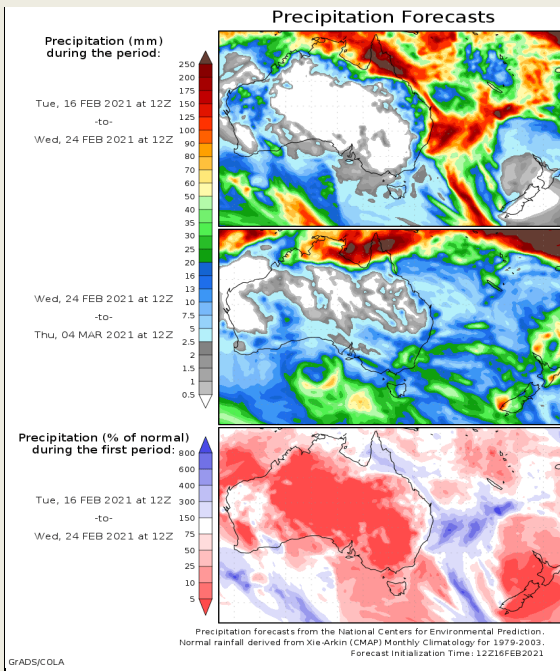 Precipitation Forecasts
Precipitation (mm)
during the period:
Tue, 16 FEB 2021 at 12Z
-to-
Wed, 24 FEB 2021 at 12Z
250
200
175
150
125
100
90
80
70
60
50
40
35
30
25
20
16
13
10
7.5
5
2.5
2
1.5
1
0.5
Wed, 24 FEB 2021 at 12Z
-to-
Thu, 04 MAR 2021 at 12Z
Precipitation (% of normal)
during the first period:
Tue, 16 FEB 2021 at 12Z
-to-
Wed, 24 FEB 2021 at 12Z
800
600
400
300
150
75
50
25
10
5
Precipitation forecasts from the National Centers for Environmental Prediction.
Normal rainfall derived from Xie-Arkin (CMAP) Monthly Climatology for 1979-2003.
Forecast Initialization Time: 12Z16FEB2021
GrADS/COLA